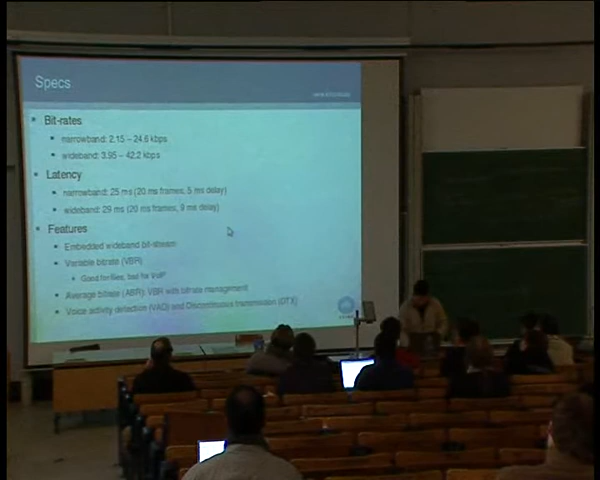 Specs
Bit-rates
narrowband: 2.15 – 24.6 kbps
wideband: 3.95 – 42.2 kbps
Latency
narrowband: 25 ms (20 ms frames, 5 ms delay)
wideband: 29 ms (20 ms frames, 9 ms delay)
Features
Embedded wideband bit-stream
Variable bitrate (VBR)
Good for files, bad for VoIP
Average bitrate (ABR): VBR with bitrate management
Voice activity detection (VAD) and Discontinuous transmission (DTX)